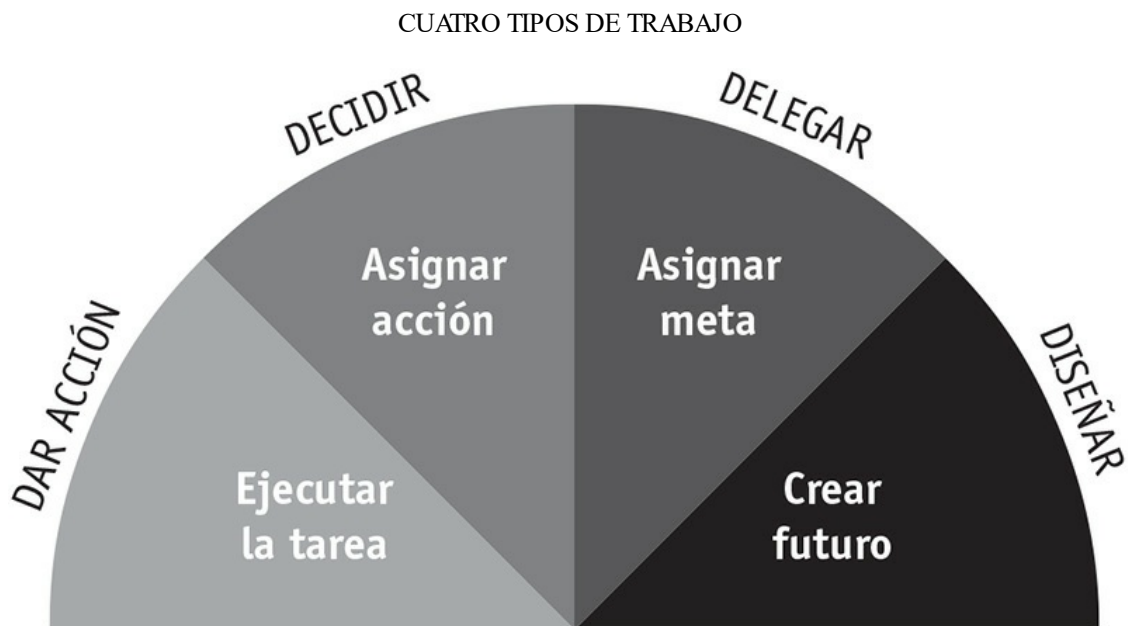 CUATRO TIPOS DE TRABAJO
DECIDIR
DELEGAR
Asignar
acción
Asignar
meta
DAR ACCIÓN
DISEÑAR
Ejecutar
la tarea
Crear
futuro